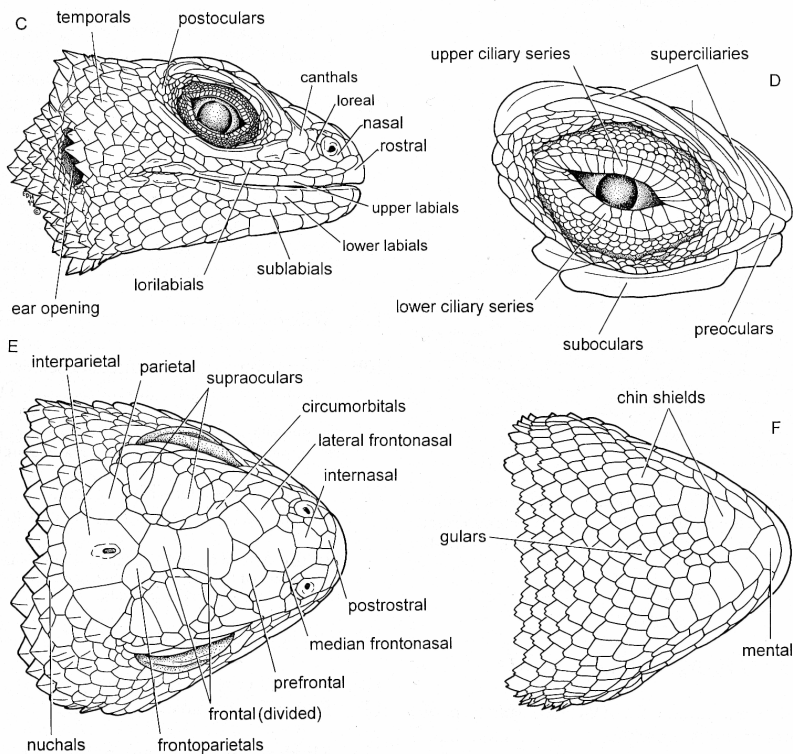 C
temporals
postoculars
canthals
loreal
nasal
rostral
upper labials
lower labials
sublabials
lorilabials
ear opening
upper ciliary series
superciliaries
D
lower ciliary series
suboculars
preoculars
E
interparietal
parietal
supraoculars
circumorbitals
lateral frontonasal
internasal
postrostral
median frontonasal
prefrontal
frontal (divided)
frontoparietals
nuchals
chin shields
F
gulars
mental